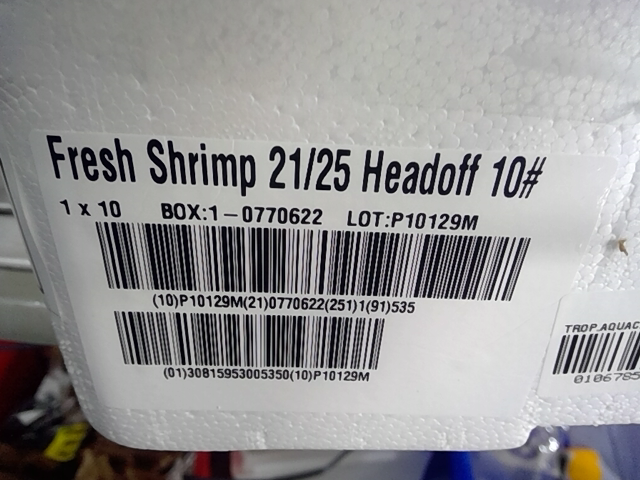 Fresh Shrimp 21/25 Headoff 10#
1 x 10 BOX:1-0770622 LOT:P10129M
(10)P10129M(21)0770622(251)1(91)535
(01)30815953005350(10)P10129M
TROP.AQUAC
0106785